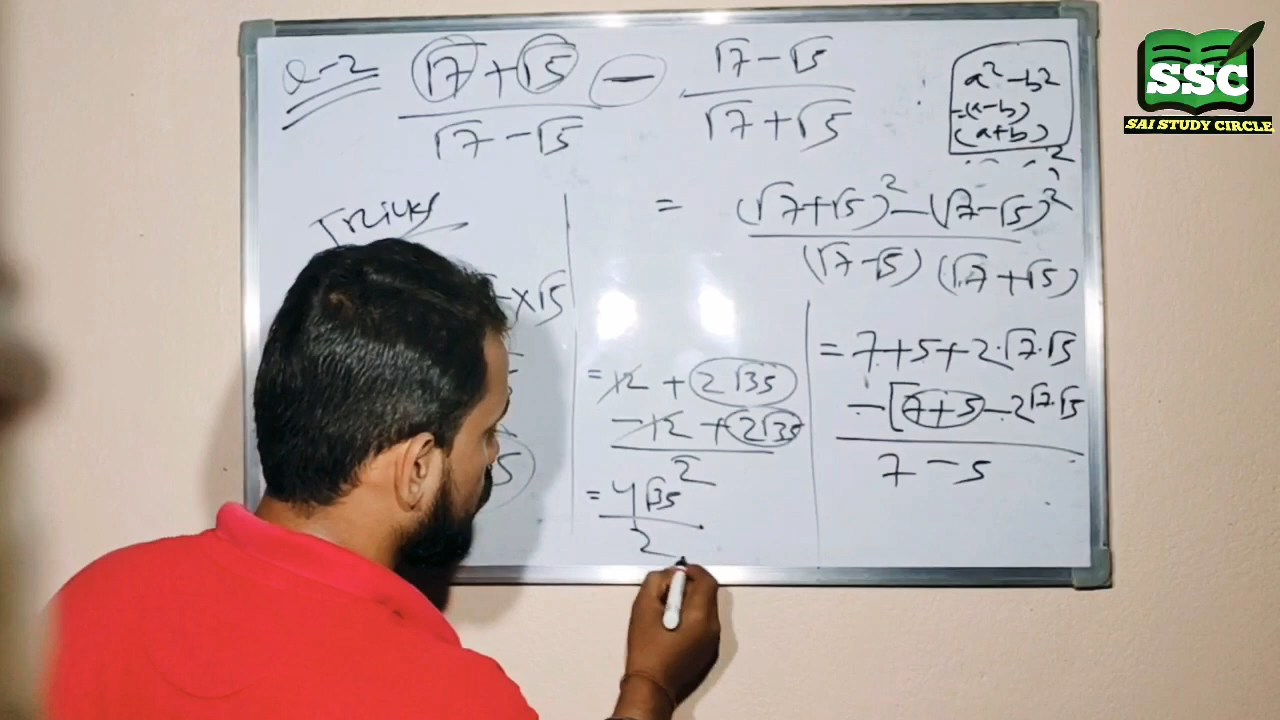 Q-2 (√7+√5)/(√7-√5) - (√7-√5)/(√7+√5)
a²-b²
=(a-b)
(a+b)
SSC
SAI STUDY CIRCLE
Tricks
×√5
5
= ((√7+√5)²-(√7-√5)²)/((√7-√5)(√7+√5))
= 7+5+2·√7·√5
-[7+5-2√7·√5
7-5
= 12+2√35
-12+2√35
2
= 4√35
2